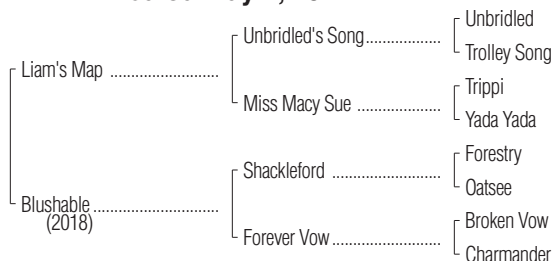 Unbridled
Unbridled's Song
Trolley Song
Liam's Map
Trippi
Miss Macy Sue
Yada Yada
Forestry
Shackleford
Oatsee
Blushable
(2018)
Broken Vow
Forever Vow
Charmander